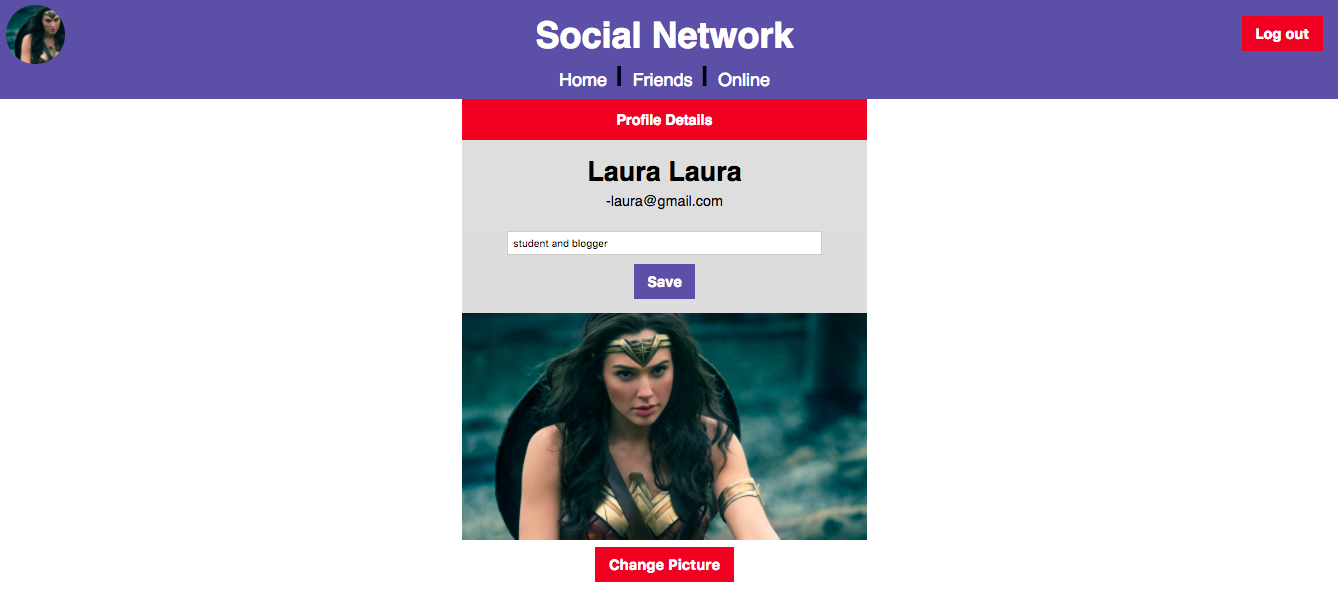 Social Network
Log out
Home | Friends | Online
Profile Details
Laura Laura
-laura@gmail.com
student and blogger
Save
Change Picture